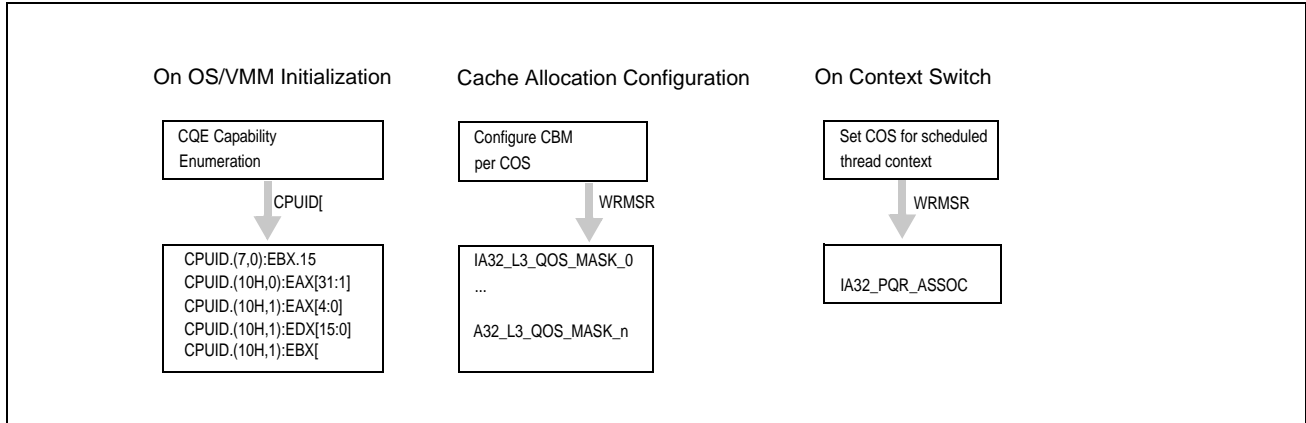 On OS/VMM Initialization
CQE Capability
Enumeration
CPUID[
CPUID.(7,0):EBX.15
CPUID.(10H,0):EAX[31:1]
CPUID.(10H,1):EAX[4:0]
CPUID.(10H,1):EDX[15:0]
CPUID.(10H,1):EBX[
Cache Allocation Configuration
Configure CBM
per COS
WRMSR
IA32_L3_QOS_MASK_0
...
A32_L3_QOS_MASK_n
On Context Switch
Set COS for scheduled
thread context
WRMSR
IA32_PQR_ASSOC